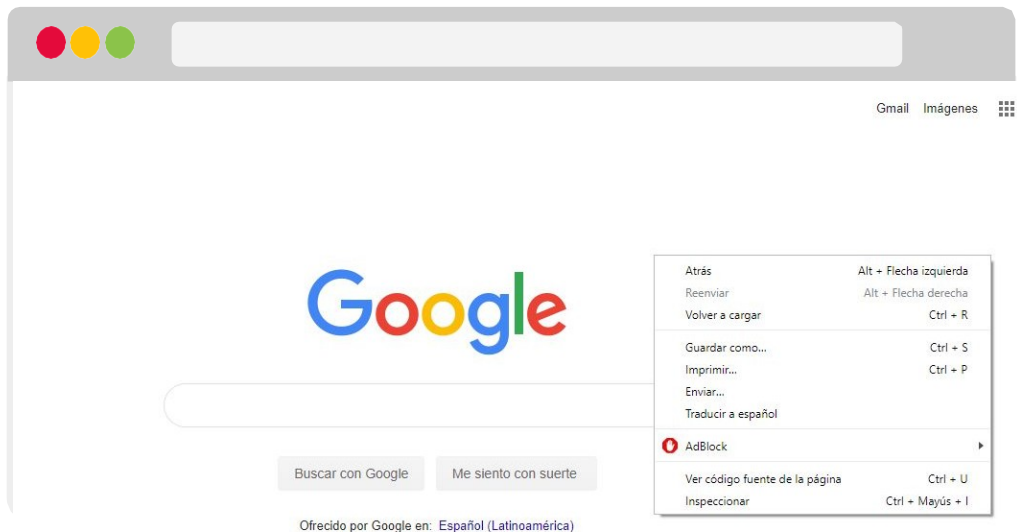 Gmail Imágenes
Google
Atrás Alt + Flecha izquierda
Reenviar Alt + Flecha derecha
Volver a cargar Ctrl + R
Guardar como... Ctrl + S
Imprimir... Ctrl + P
Enviar...
Traducir a español
AdBlock
Ver código fuente de la página Ctrl + U
Inspeccionar Ctrl + Mayús + I
Buscar con Google Me siento con suerte
Ofrecido por Google en: Español (Latinoamérica)